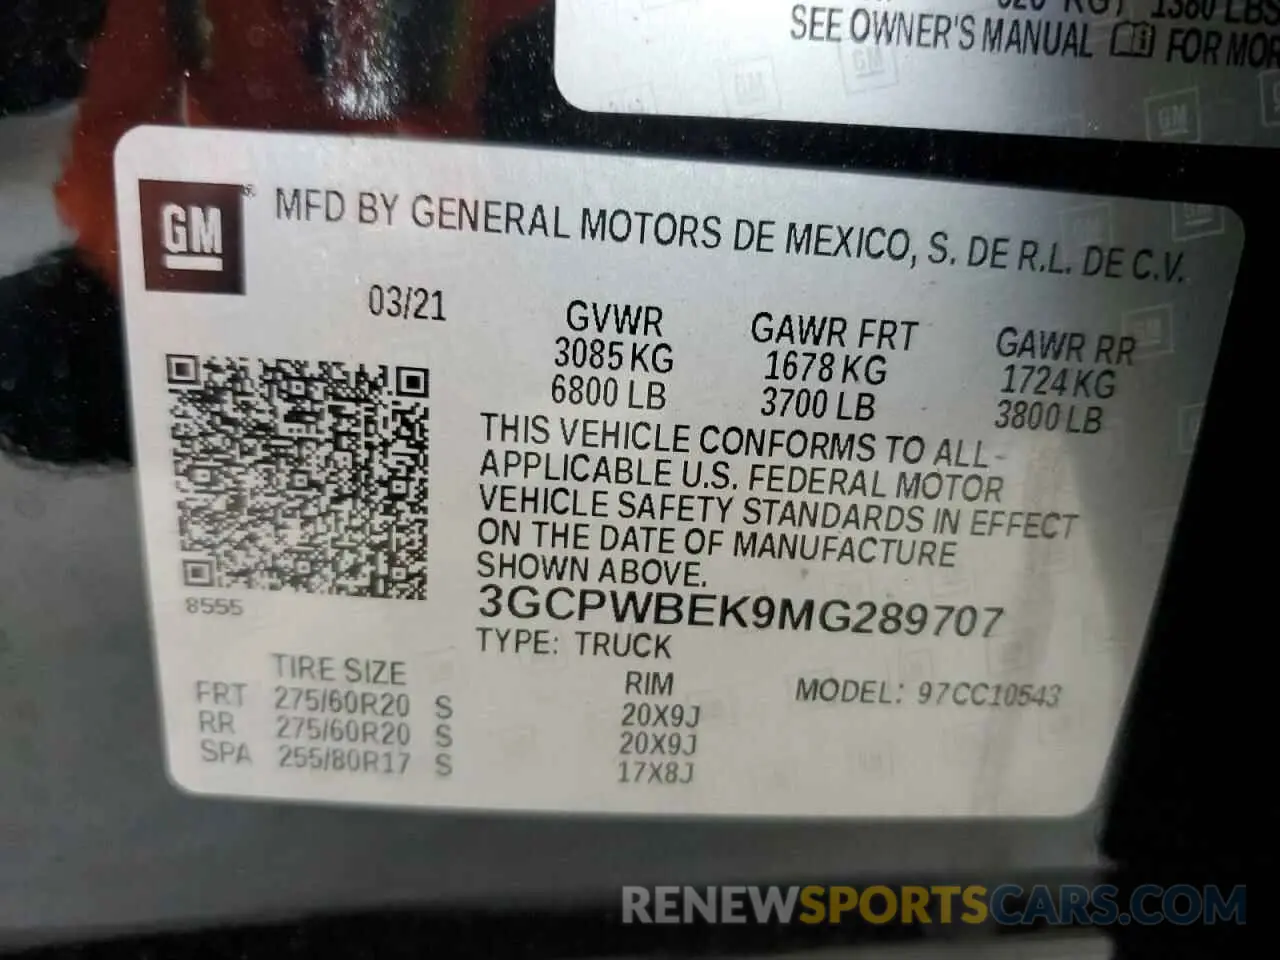 KG 1380 LBS
SEE OWNER'S MANUAL FOR MOR
GM
MFD BY GENERAL MOTORS DE MEXICO, S. DE R.L. DE C.V.
03/21
GVWR GAWR FRT GAWR RR
3085 KG 1678 KG 1724 KG
6800 LB 3700 LB 3800 LB
THIS VEHICLE CONFORMS TO ALL
APPLICABLE U.S. FEDERAL MOTOR
VEHICLE SAFETY STANDARDS IN EFFECT
ON THE DATE OF MANUFACTURE
SHOWN ABOVE.
8555
3GCPWBEK9MG289707
TYPE: TRUCK
TIRE SIZE RIM MODEL: 97CC10543
FRT 275/60R20 S 20X9J
RR 275/60R20 S 20X9J
SPA 255/80R17 S 17X8J
RENEWSPORTSCARS.COM